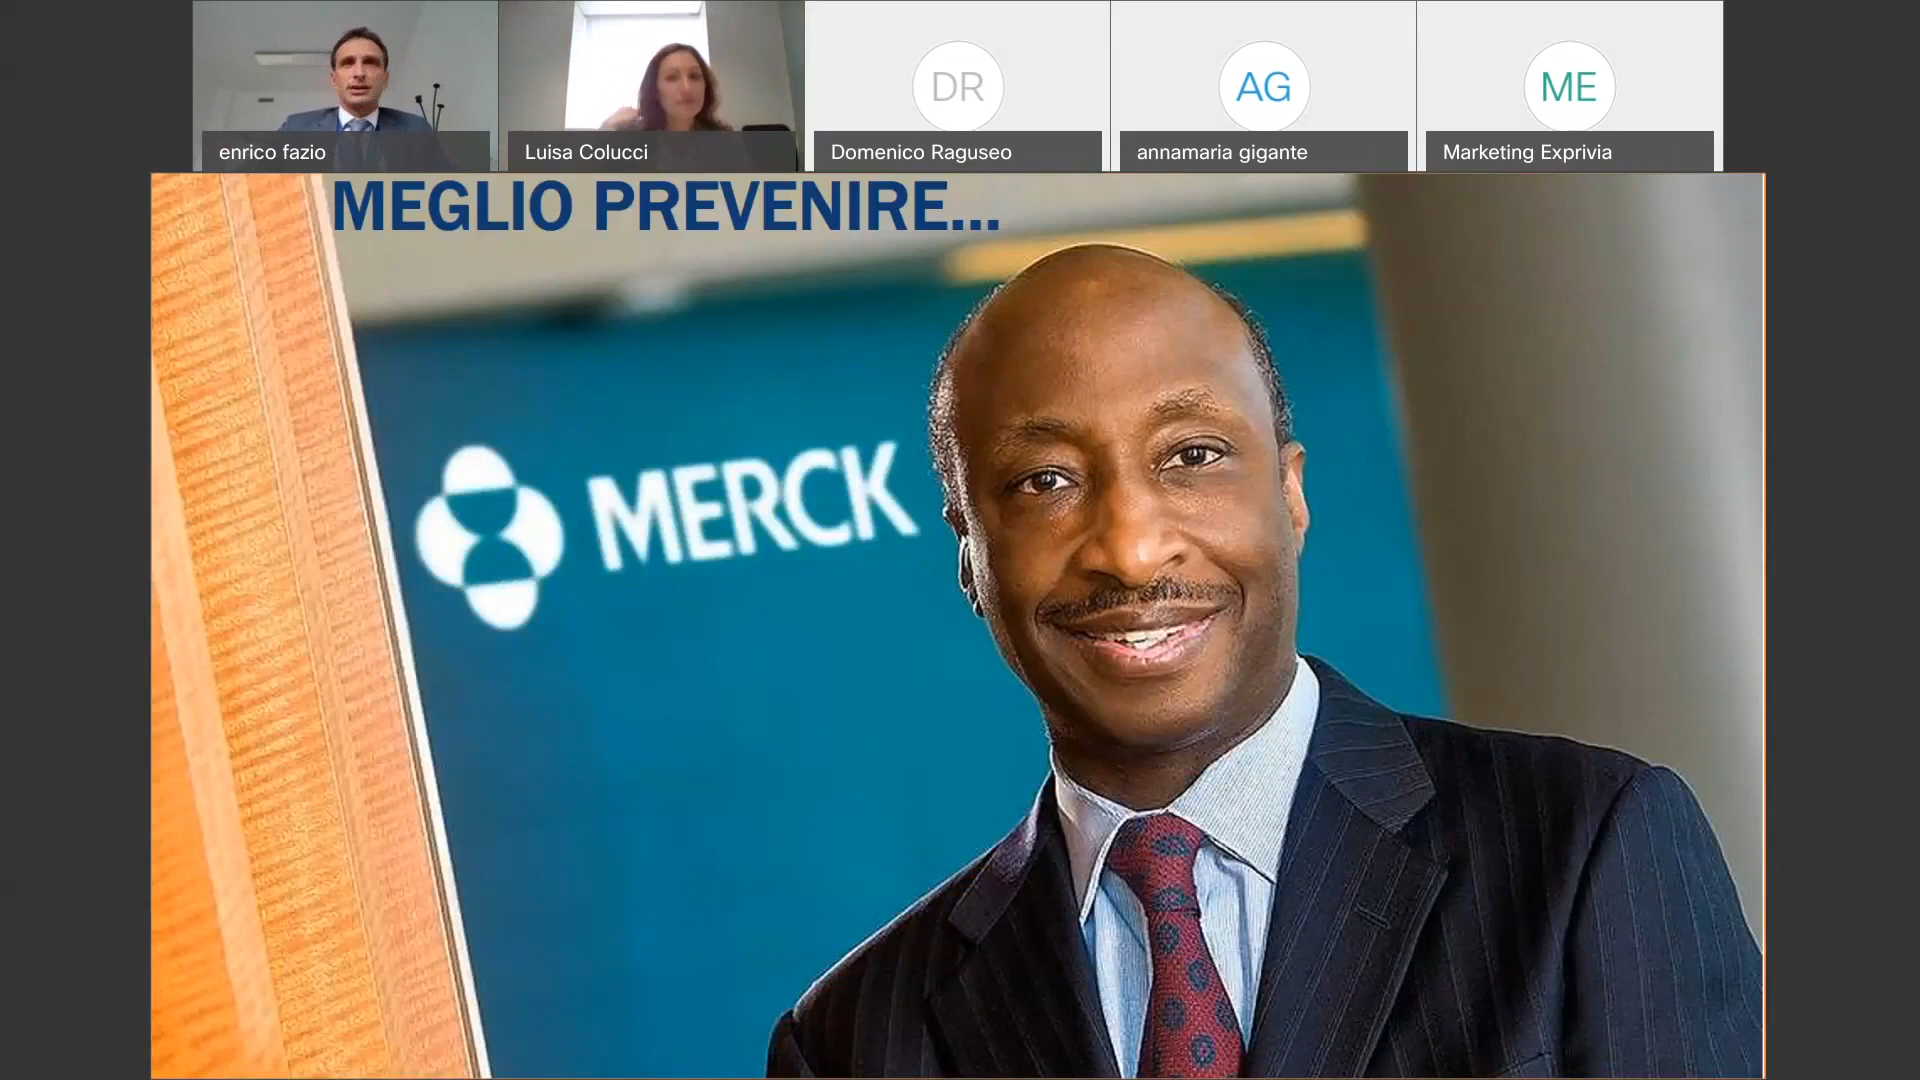 enrico fazio
Luisa Colucci
DR
Domenico Raguseo
AG
annamaria gigante
ME
Marketing Exprivia
MEGLIO PREVENIRE...
MERCK